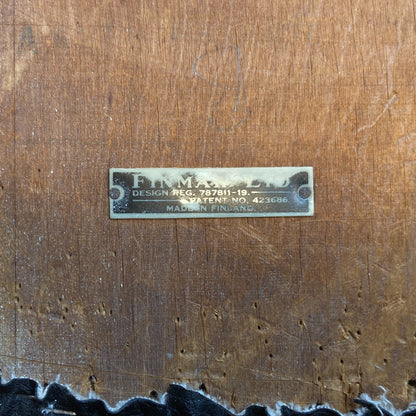 FINMAR LTD.
DESIGN REG. 787811-19.
& PATENT NO. 423686.
MADE IN FINLAND.